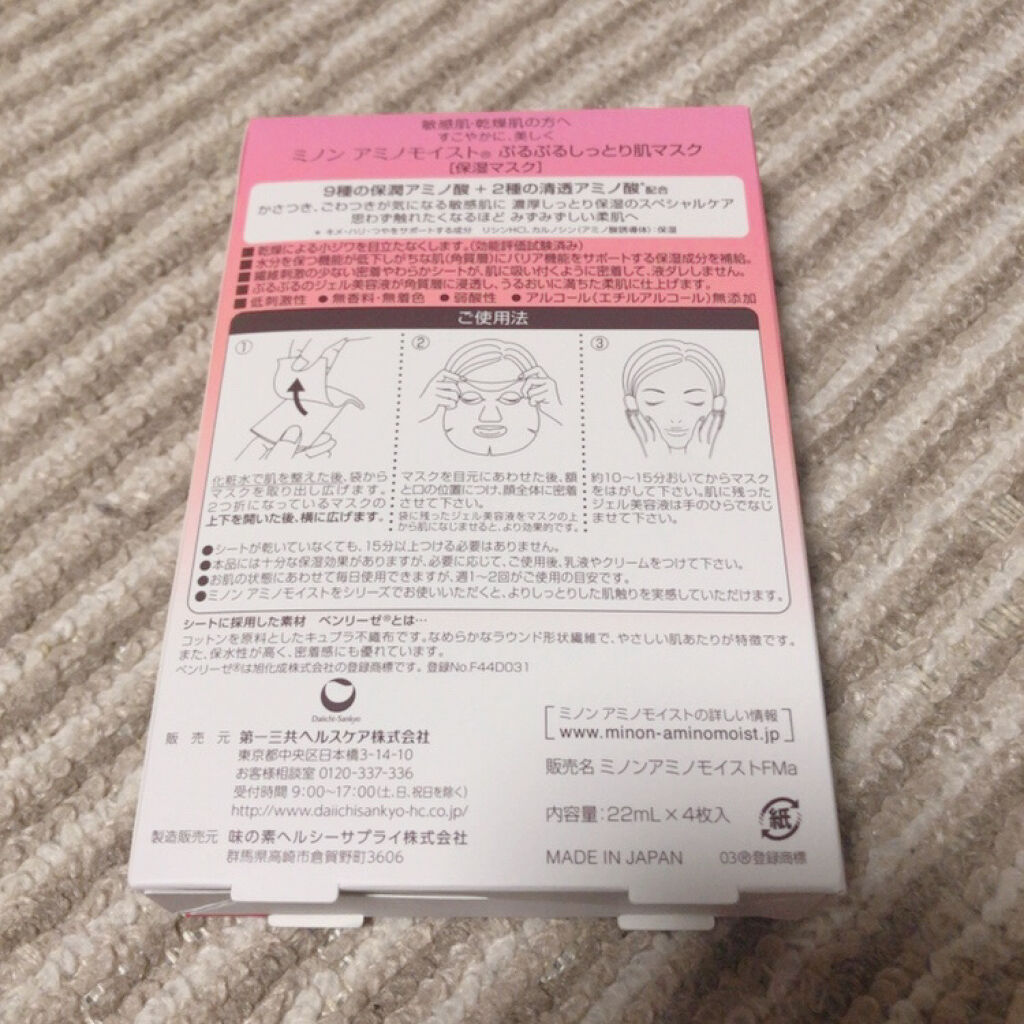 敏感肌・乾燥肌の方へ
すこやかに、美しく
ミノン アミノモイスト® ぷるぷるしっとり肌マスク
[保湿マスク]
9種の保潤アミノ酸 + 2種の清透アミノ酸*配合
かさつき、ごわつきが気になる敏感肌に 濃厚しっとり保湿のスペシャルケア
思わず触れたくなるほど みずみずしい柔肌へ
* キメ・ハリ・つやをサポートする成分 リシンHCl、カルノシン(アミノ酸誘導体):保湿
■ 乾燥による小ジワを目立たなくします。(効能評価試験済み)
■ 水分を保つ機能が低下しがちな肌(角質層)にバリア機能をサポートする保湿成分を補給。
■ 繊維刺激の少ない密着やわらかシートが、肌に吸い付くように密着して、液ダレしません。
■ ぷるぷるのジェル美容液が角質層に浸透し、うるおいに満ちた柔肌に仕上げます。
■ 低刺激性 ● 無香料・無着色 ● 弱酸性 ● アルコール(エチルアルコール)無添加
ご使用法
①
化粧水で肌を整えた後、袋から
マスクを取り出し広げます。
2つ折になっているマスクの
上下を開いた後、横に広げます。
②
マスクを目元にあわせた後、額
と口の位置につけ、顔全体に密着
させて下さい。
袋に残ったジェル美容液をマスクの上
から肌になじませると、より効果的です。
③
約10〜15分おいてからマスク
をはがして下さい。肌に残った
ジェル美容液は手のひらでなじ
ませて下さい。
●シートが乾いていなくても、15分以上つける必要はありません。
●本品には十分な保湿効果がありますが、必要に応じて、ご使用後、乳液やクリームをつけて下さい。
●お肌の状態にあわせて毎日使用できますが、週1〜2回がご使用の目安です。
●ミノン アミノモイストをシリーズでお使いいただくと、よりしっとりした肌触りを実感していただけます。
シートに採用した素材 ベンリーゼ®とは…
コットンを原料としたキュプラ不織布です。なめらかなラウンド形状繊維で、やさしい肌あたりが特徴です。
また、保水性が高く、密着感にも優れています。
ベンリーゼ®は旭化成株式会社の登録商標です。登録No.F44D031
Daiichi-Sankyo
販売元 第一三共ヘルスケア株式会社
東京都中央区日本橋3-14-10
お客様相談室 0120-337-336
受付時間 9:00〜17:00(土、日、祝日を除く)
http://www.daiichisankyo-hc.co.jp/
製造販売元 味の素ヘルシーサプライ株式会社
群馬県高崎市倉賀野町3606
ミノン アミノモイストの詳しい情報
www.minon-aminomoist.jp
販売名 ミノンアミノモイストFMa
内容量:22mL×4枚入
紙
MADE IN JAPAN
03®登録商標